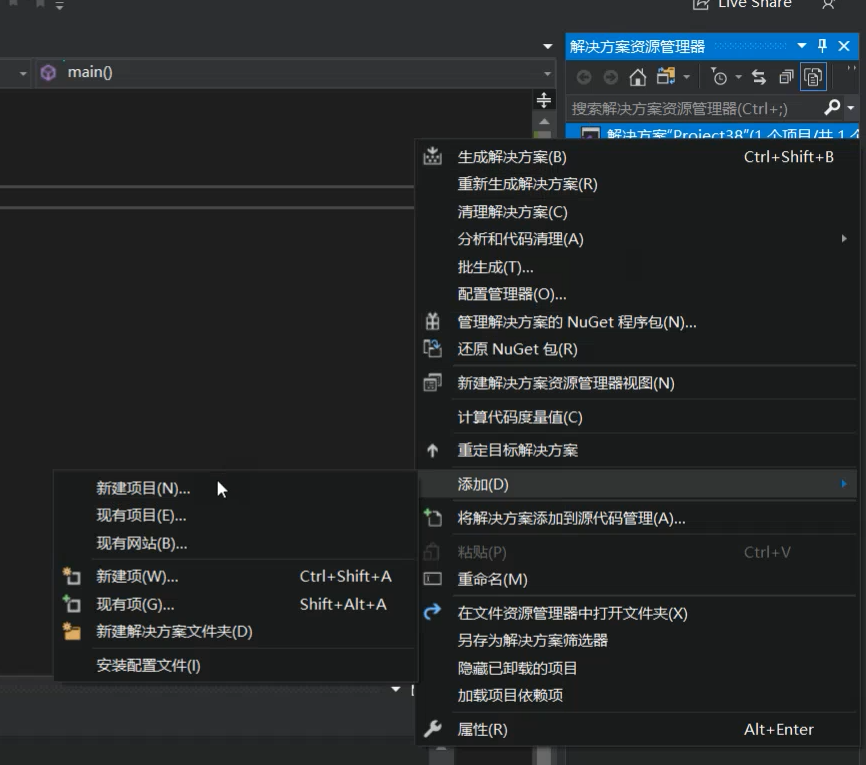 Live Share
解决方案资源管理器
main()
搜索解决方案资源管理器(Ctrl+;)
解决方案"Project38"(1 个项目/共 1 个
生成解决方案(B) Ctrl+Shift+B
重新生成解决方案(R)
清理解决方案(C)
分析和代码清理(A)
批生成(T)...
配置管理器(O)...
管理解决方案的 NuGet 程序包(N)...
还原 NuGet 包(R)
新建解决方案资源管理器视图(N)
计算代码度量值(C)
重定目标解决方案
添加(D)
将解决方案添加到源代码管理(A)...
粘贴(P) Ctrl+V
重命名(M)
在文件资源管理器中打开文件夹(X)
另存为解决方案筛选器
隐藏已卸载的项目
加载项目依赖项
属性(R) Alt+Enter
新建项目(N)...
现有项目(E)...
现有网站(B)...
新建项(W)... Ctrl+Shift+A
现有项(G)... Shift+Alt+A
新建解决方案文件夹(D)
安装配置文件(I)